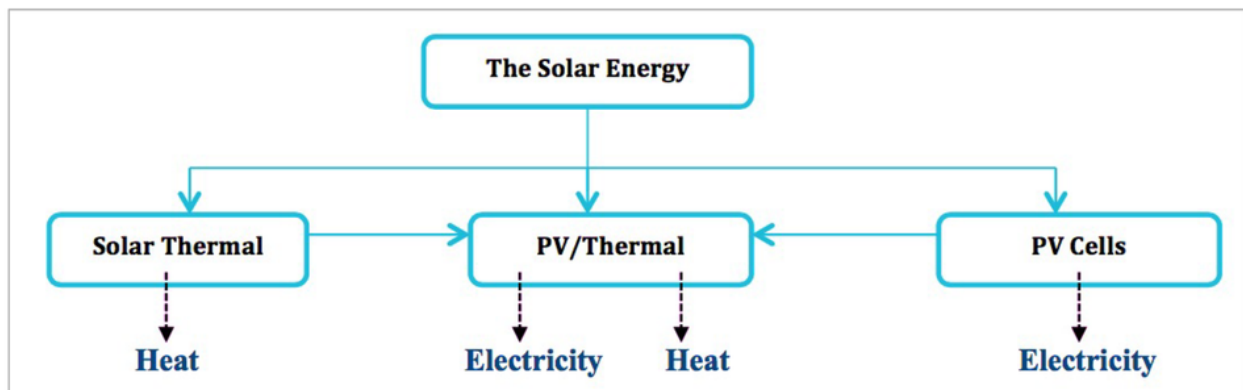 The Solar Energy
Solar Thermal
PV/Thermal
PV Cells
Heat
Electricity
Heat
Electricity